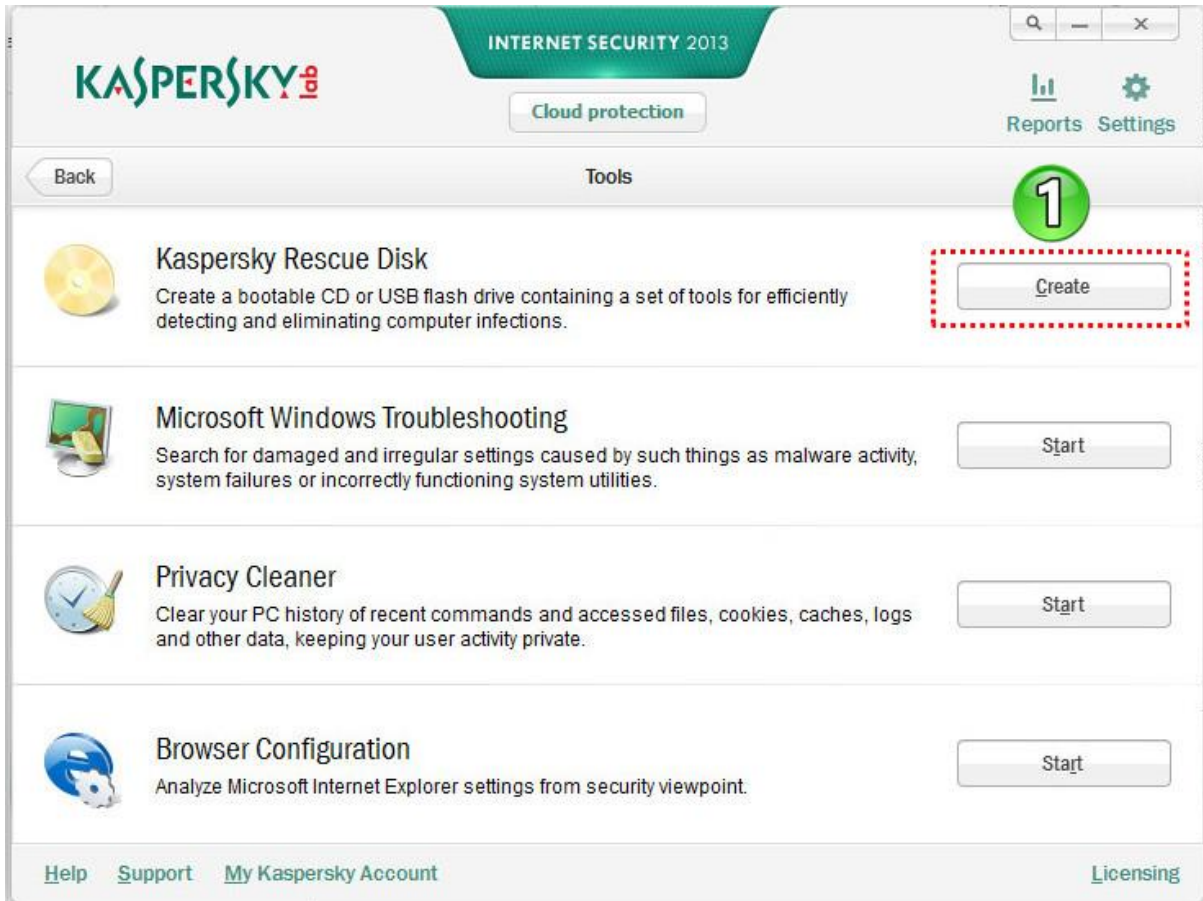 INTERNET SECURITY 2013
KASPERSKY lab
Cloud protection
Reports Settings
Back
Tools
1
Kaspersky Rescue Disk
Create a bootable CD or USB flash drive containing a set of tools for efficiently
detecting and eliminating computer infections.
Create
Microsoft Windows Troubleshooting
Search for damaged and irregular settings caused by such things as malware activity,
system failures or incorrectly functioning system utilities.
Start
Privacy Cleaner
Clear your PC history of recent commands and accessed files, cookies, caches, logs
and other data, keeping your user activity private.
Start
Browser Configuration
Analyze Microsoft Internet Explorer settings from security viewpoint.
Start
Help Support My Kaspersky Account Licensing